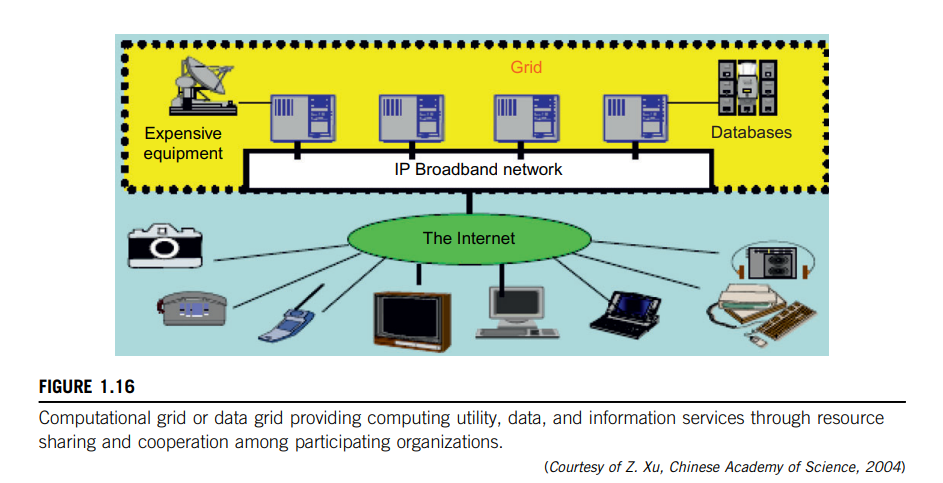 Grid
Expensive
equipment
Databases
IP Broadband network
The Internet
FIGURE 1.16
Computational grid or data grid providing computing utility, data, and information services through resource
sharing and cooperation among participating organizations.
(Courtesy of Z. Xu, Chinese Academy of Science, 2004)